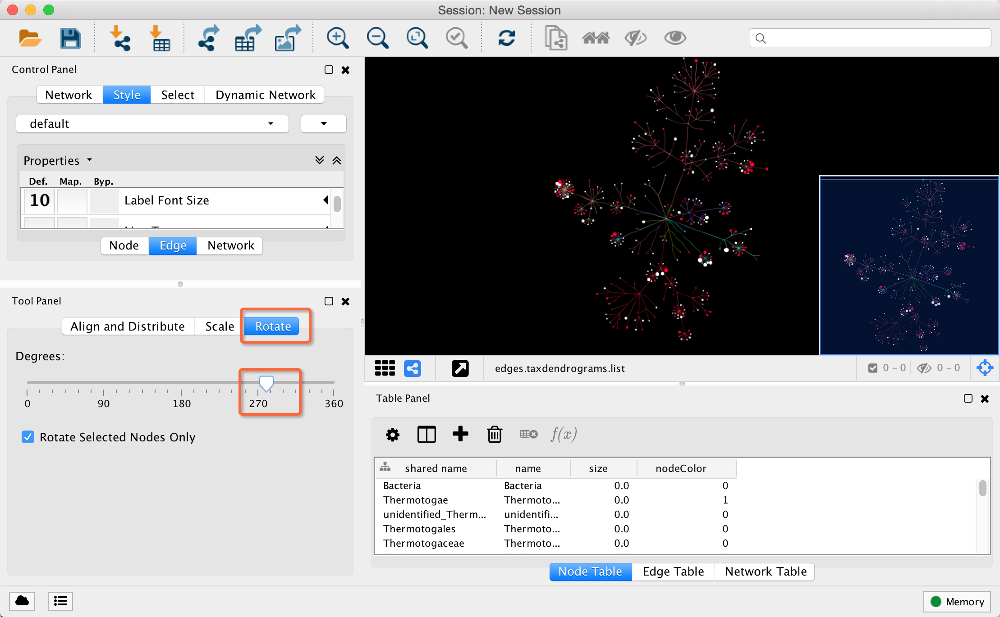 Session: New Session
Control Panel
Network Style Select Dynamic Network
default
Properties
Def. Map. Byp.
10 Label Font Size
Node Edge Network
Tool Panel
Align and Distribute Scale Rotate
Degrees:
0 90 180 270 360
Rotate Selected Nodes Only
edges.taxdendrograms.list
0 – 0 0 – 0
Table Panel
f(x)
shared name name size nodeColor
Bacteria Bacteria 0.0 0
Thermotogae Thermoto... 0.0 1
unidentified_Therm... unidentifi... 0.0 0
Thermotogales Thermoto... 0.0 0
Thermotogaceae Thermoto... 0.0 0
Node Table Edge Table Network Table
Memory